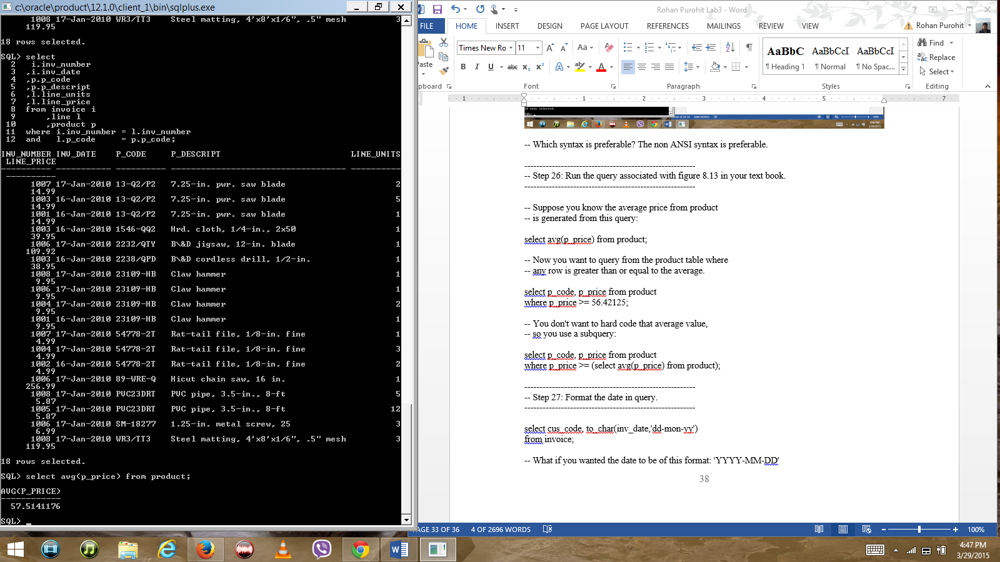 c:\oracle\product\12.1.0\client_1\bin\sqlplus.exe
1008 17-Jan-2010 WR3/TT3 Steel matting, 4'x8'x1/6", .5" mesh 3
119.95
18 rows selected.
SQL> select
2 i.inv_number
3 ,i.inv_date
4 ,p.p_code
5 ,p.p_descript
6 ,l.line_units
7 ,l.line_price
8 from invoice i
9 ,line l
10 ,product p
11 where i.inv_number = l.inv_number
12 and l.p_code = p.p_code;
INV_NUMBER INV_DATE P_CODE P_DESCRIPT LINE_UNITS
LINE_PRICE
---------- ----------- ---------- ----------------------------------- ----------
----------
1007 17-Jan-2010 13-Q2/P2 7.25-in. pwr. saw blade 2
14.99
1003 16-Jan-2010 13-Q2/P2 7.25-in. pwr. saw blade 5
14.99
1001 16-Jan-2010 13-Q2/P2 7.25-in. pwr. saw blade 1
14.99
1003 16-Jan-2010 1546-QQ2 Hrd. cloth, 1/4-in., 2x50 1
39.95
1006 17-Jan-2010 2232/QTY B\&D jigsaw, 12-in. blade 1
109.92
1003 16-Jan-2010 2238/QPD B\&D cordless drill, 1/2-in. 1
38.95
1008 17-Jan-2010 23109-HB Claw hammer 1
9.95
1006 17-Jan-2010 23109-HB Claw hammer 1
9.95
1004 17-Jan-2010 23109-HB Claw hammer 2
9.95
1001 16-Jan-2010 23109-HB Claw hammer 1
9.95
1007 17-Jan-2010 54778-2T Rat-tail file, 1/8-in. fine 1
4.99
1004 17-Jan-2010 54778-2T Rat-tail file, 1/8-in. fine 3
4.99
1002 16-Jan-2010 54778-2T Rat-tail file, 1/8-in. fine 2
4.99
1006 17-Jan-2010 89-WRE-Q Hicut chain saw, 16 in. 1
256.99
1008 17-Jan-2010 PVC23DRT PVC pipe, 3.5-in., 8-ft 5
5.87
1005 17-Jan-2010 PVC23DRT PVC pipe, 3.5-in., 8-ft 12
5.87
1006 17-Jan-2010 SM-18277 1.25-in. metal screw, 25 3
6.99
1008 17-Jan-2010 WR3/TT3 Steel matting, 4'x8'x1/6", .5" mesh 3
119.95
18 rows selected.
SQL> select avg(p_price) from product;
AVG(P_PRICE)
------------
57.5141176
SQL> _
Rohan Purohit Lab3 - Word
FILE HOME INSERT DESIGN PAGE LAYOUT REFERENCES MAILINGS REVIEW VIEW Rohan Purohit
aste
Times New Ro 11 A A Aa
B I U abc x₂ x² A A
Find
Replace
Select
AaBbC AaBbCcI AaBbCcI
¶ Heading 1 ¶ Normal ¶ No Spac...
pboard Font Paragraph Styles Editing
1 1 2 3 4 5 7
18 rows selected.
SQL>
-- Which syntax is preferable? The non ANSI syntax is preferable.
-------------------------------------------------------
-- Step 26: Run the query associated with figure 8.13 in your text book.
-------------------------------------------------------
-- Suppose you know the average price from product
-- is generated from this query:
select avg(p_price) from product;
-- Now you want to query from the product table where
-- any row is greater than or equal to the average.
select p_code, p_price from product
where p_price >= 56.42125;
-- You don't want to hard code that average value,
-- so you use a subquery:
select p_code, p_price from product
where p_price >= (select avg(p_price) from product);
-------------------------------------------------------
-- Step 27: Format the date in query.
-------------------------------------------------------
select cus_code, to_char(inv_date,'dd-mon-yy')
from invoice;
-- What if you wanted the date to be of this format: 'YYYY-MM-DD'
38
PAGE 33 OF 36 4 OF 2696 WORDS 100%
4:47 PM
3/29/2015